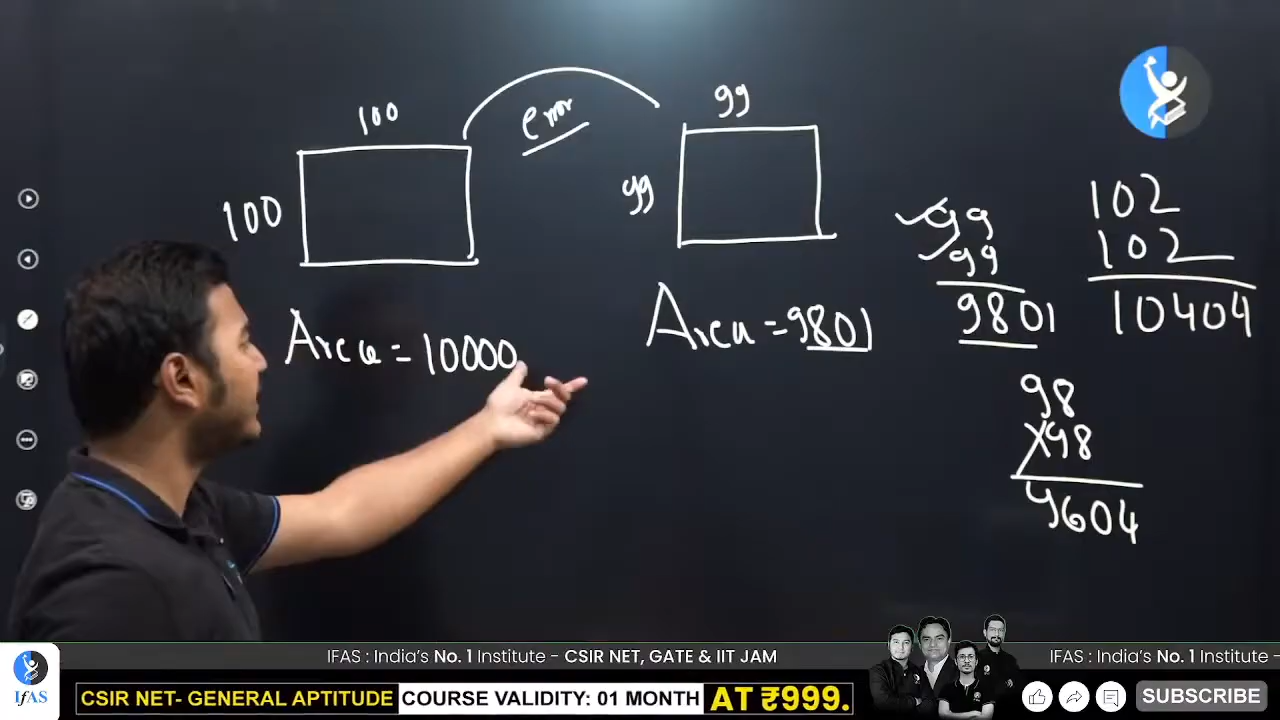 100
error
99
100
99
Area = 10000
Area = 9801
99
99
9801
102
102
10404
98
×98
9604
IFAS : India's No. 1 Institute - CSIR NET, GATE & IIT JAM
IFAS : India's No. 1 Institute -
IfAS
CSIR NET- GENERAL APTITUDE COURSE VALIDITY: 01 MONTH AT ₹999.
SUBSCRIBE